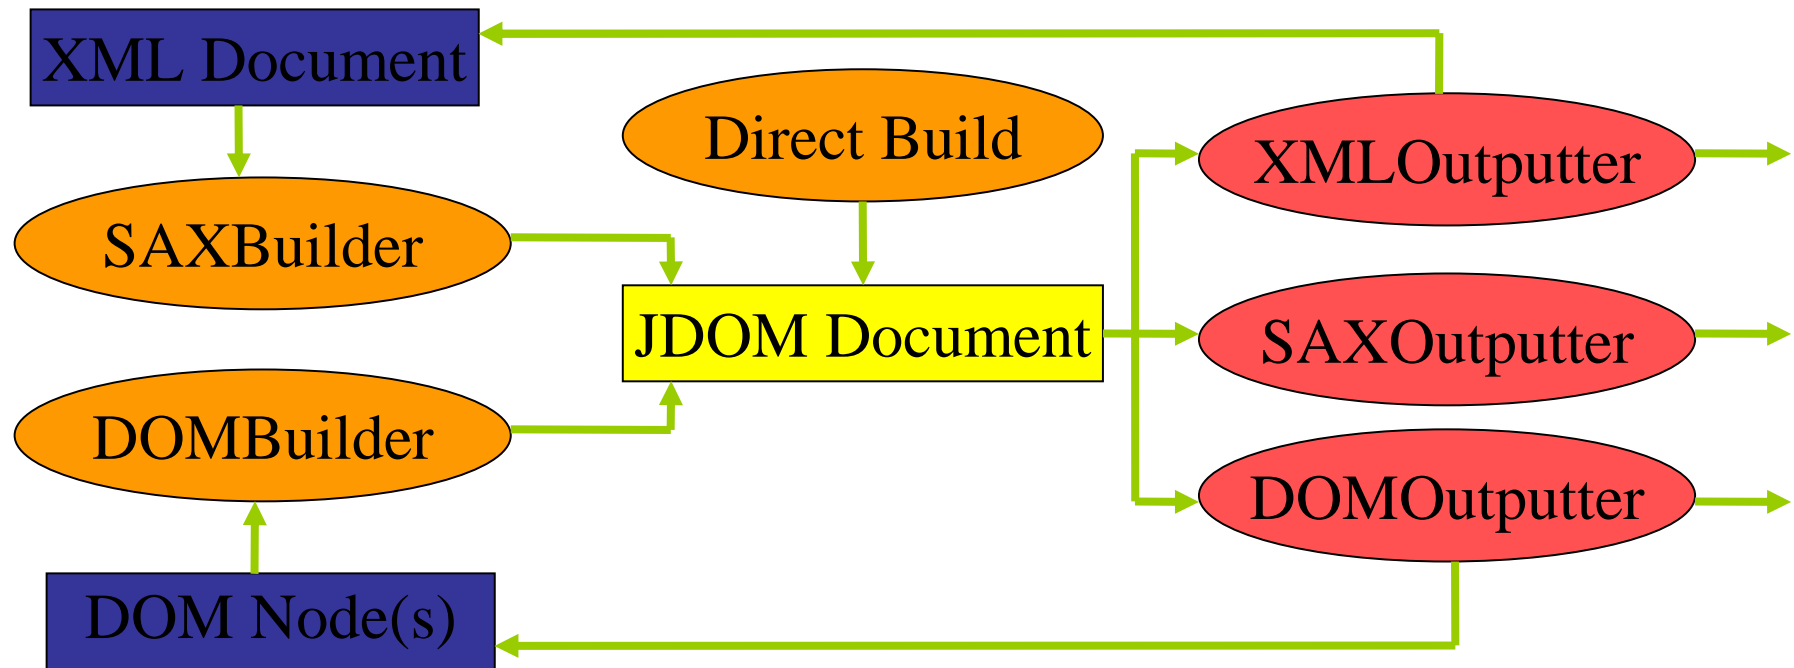 XML Document
Direct Build
XMLOutputter
SAXBuilder
JDOM Document
SAXOutputter
DOMBuilder
DOMOutputter
DOM Node(s)